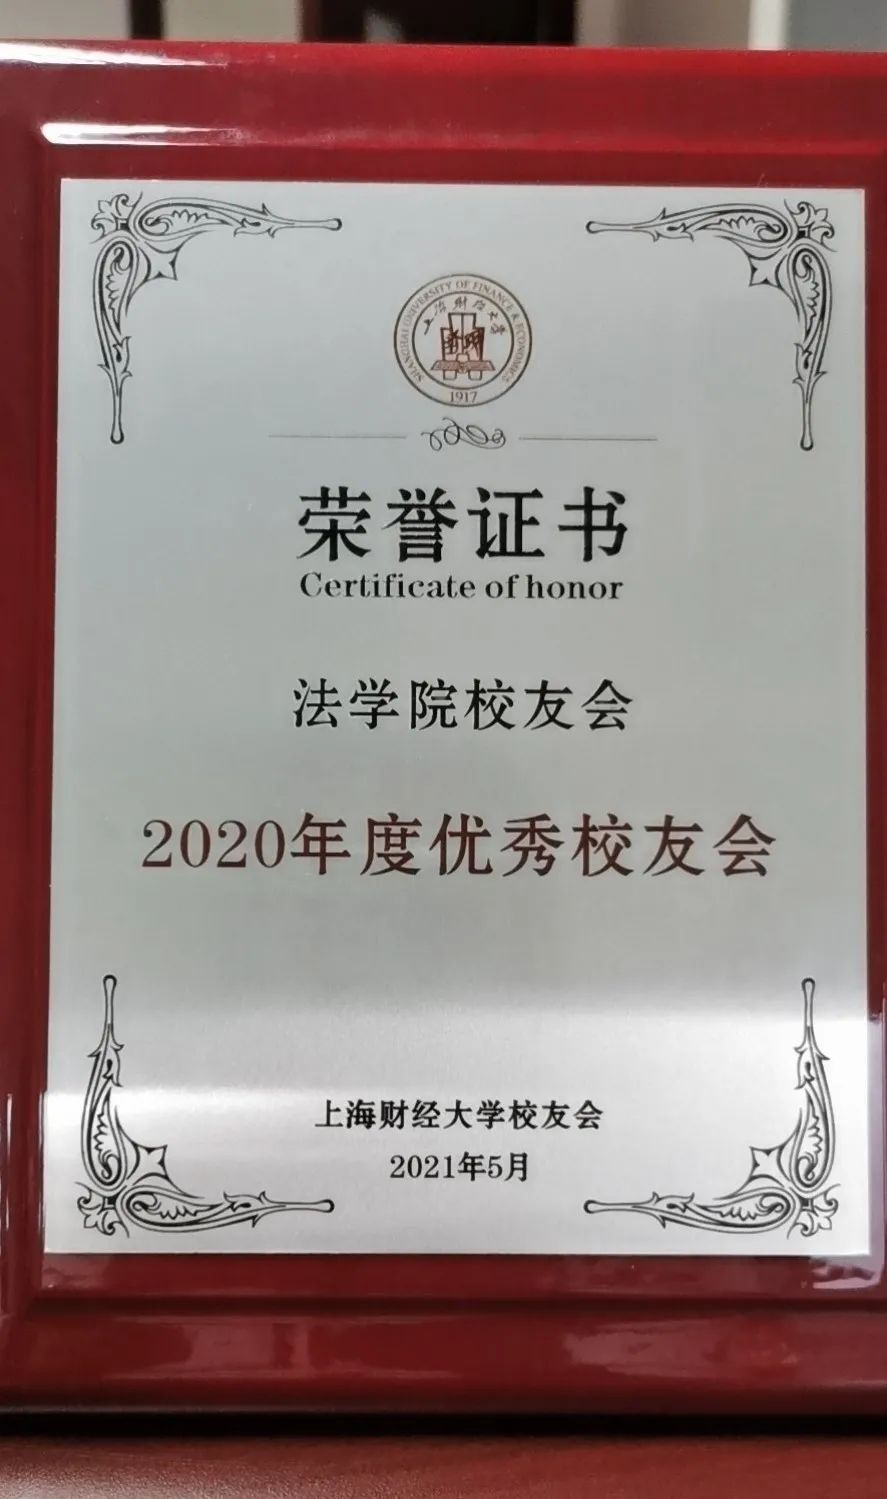 SHANGHAI UNIVERSITY OF FINANCE & ECONOMICS
上海财经大学
1917
荣誉证书
Certificate of honor
法学院校友会
2020年度优秀校友会
上海财经大学校友会
2021年5月